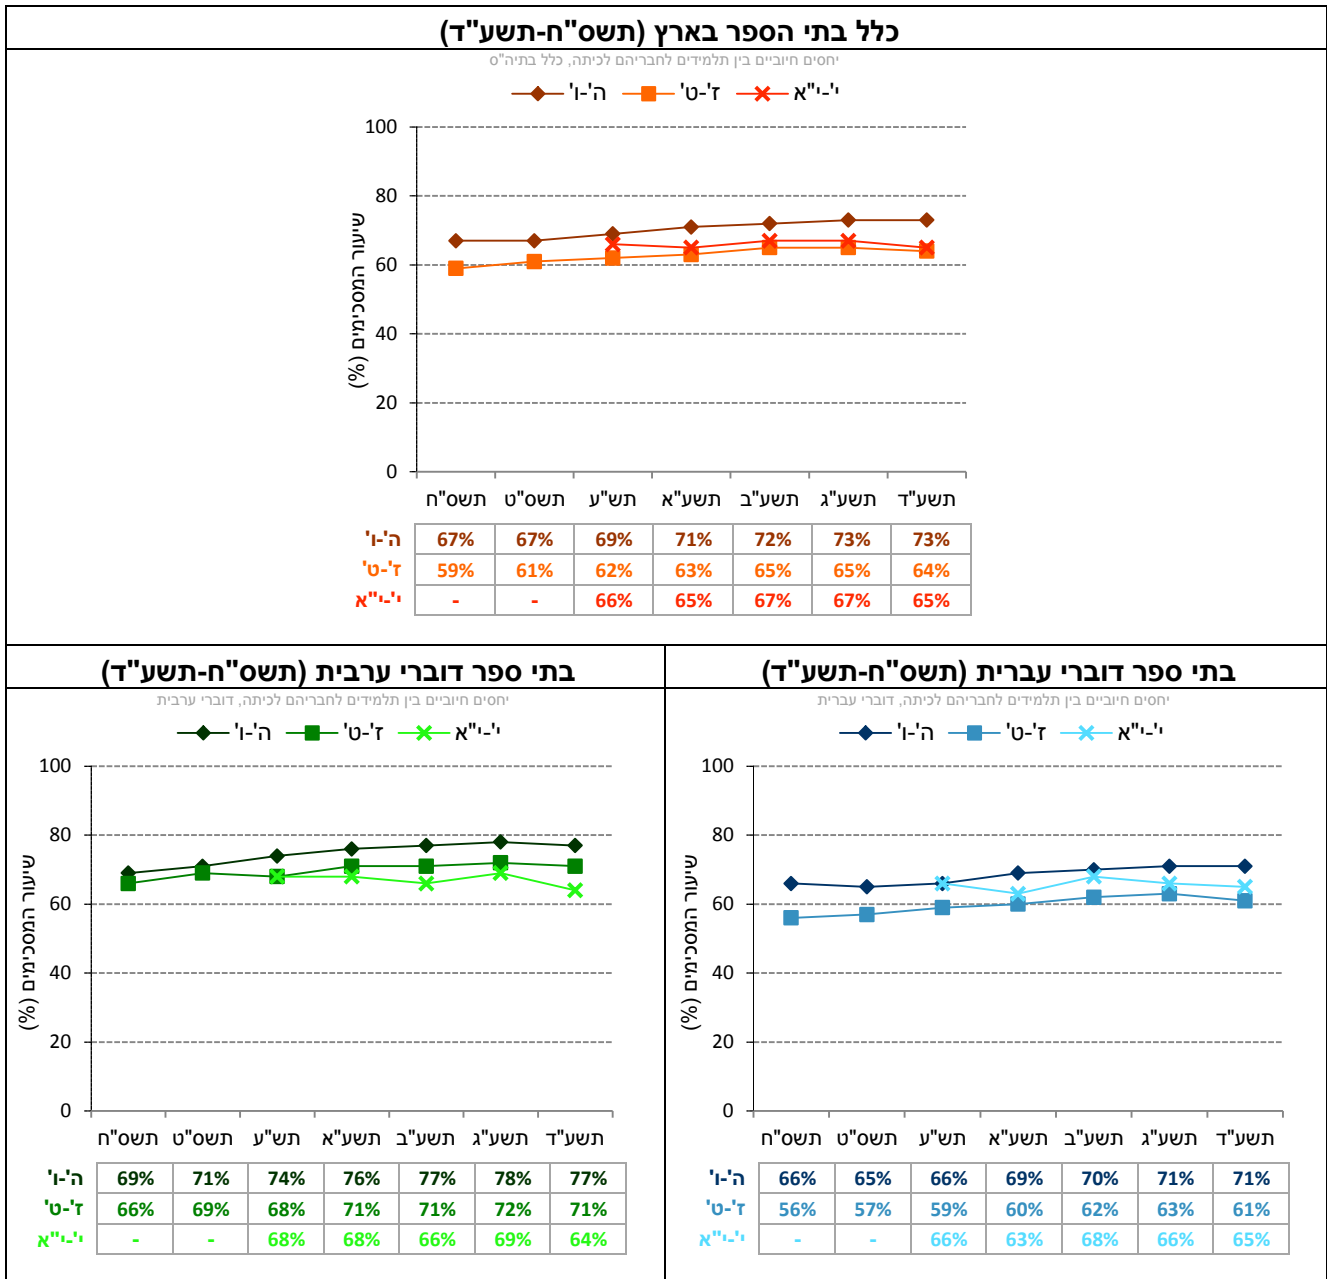 כלל בתי הספר בארץ (תשס"ח-תשע"ד)
יחסים חיוביים בין תלמידים לחבריהם לכיתה, כלל בתיה"ס
ה'-ו' ז'-ט' י'-י"א
שיעור המסכימים (%)
100
80
60
40
20
0
תשס"ח תשס"ט תש"ע תשע"א תשע"ב תשע"ג תשע"ד
ה'-ו' 67% 67% 69% 71% 72% 73% 73%
ז'-ט' 59% 61% 62% 63% 65% 65% 64%
י'-י"א - - 66% 65% 67% 67% 65%
בתי ספר דוברי עברית (תשס"ח-תשע"ד)
יחסים חיוביים בין תלמידים לחבריהם לכיתה, דוברי עברית
ה'-ו' ז'-ט' י'-י"א
שיעור המסכימים (%)
100
80
60
40
20
0
תשס"ח תשס"ט תש"ע תשע"א תשע"ב תשע"ג תשע"ד
ה'-ו' 66% 65% 66% 69% 70% 71% 71%
ז'-ט' 56% 57% 59% 60% 62% 63% 61%
י'-י"א - - 66% 63% 68% 66% 65%
בתי ספר דוברי ערבית (תשס"ח-תשע"ד)
יחסים חיוביים בין תלמידים לחבריהם לכיתה, דוברי ערבית
ה'-ו' ז'-ט' י'-י"א
שיעור המסכימים (%)
100
80
60
40
20
0
תשס"ח תשס"ט תש"ע תשע"א תשע"ב תשע"ג תשע"ד
ה'-ו' 69% 71% 74% 76% 77% 78% 77%
ז'-ט' 66% 69% 68% 71% 71% 72% 71%
י'-י"א - - 68% 68% 66% 69% 64%